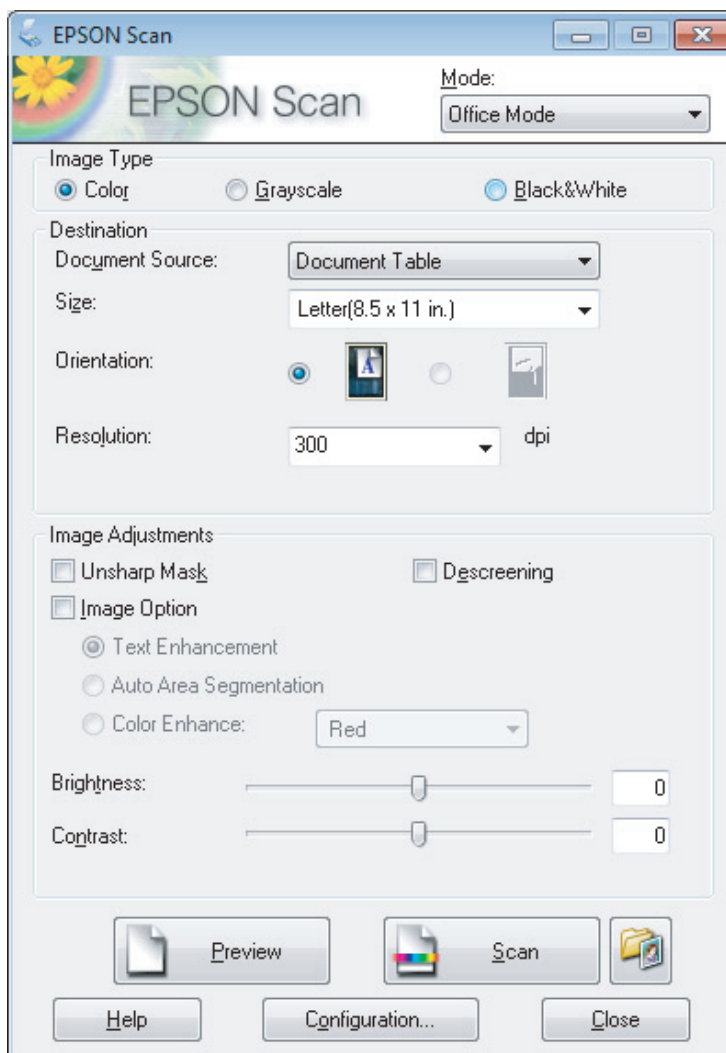 EPSON Scan
EPSON Scan
Mode:
Office Mode
Image Type
Color Grayscale Black&White
Destination
Document Source: Document Table
Size: Letter(8.5 x 11 in.)
Orientation: A
Resolution: 300 dpi
Image Adjustments
Unsharp Mask Descreening
Image Option
Text Enhancement
Auto Area Segmentation
Color Enhance: Red
Brightness: 0
Contrast: 0
Preview Scan
Help Configuration... Close